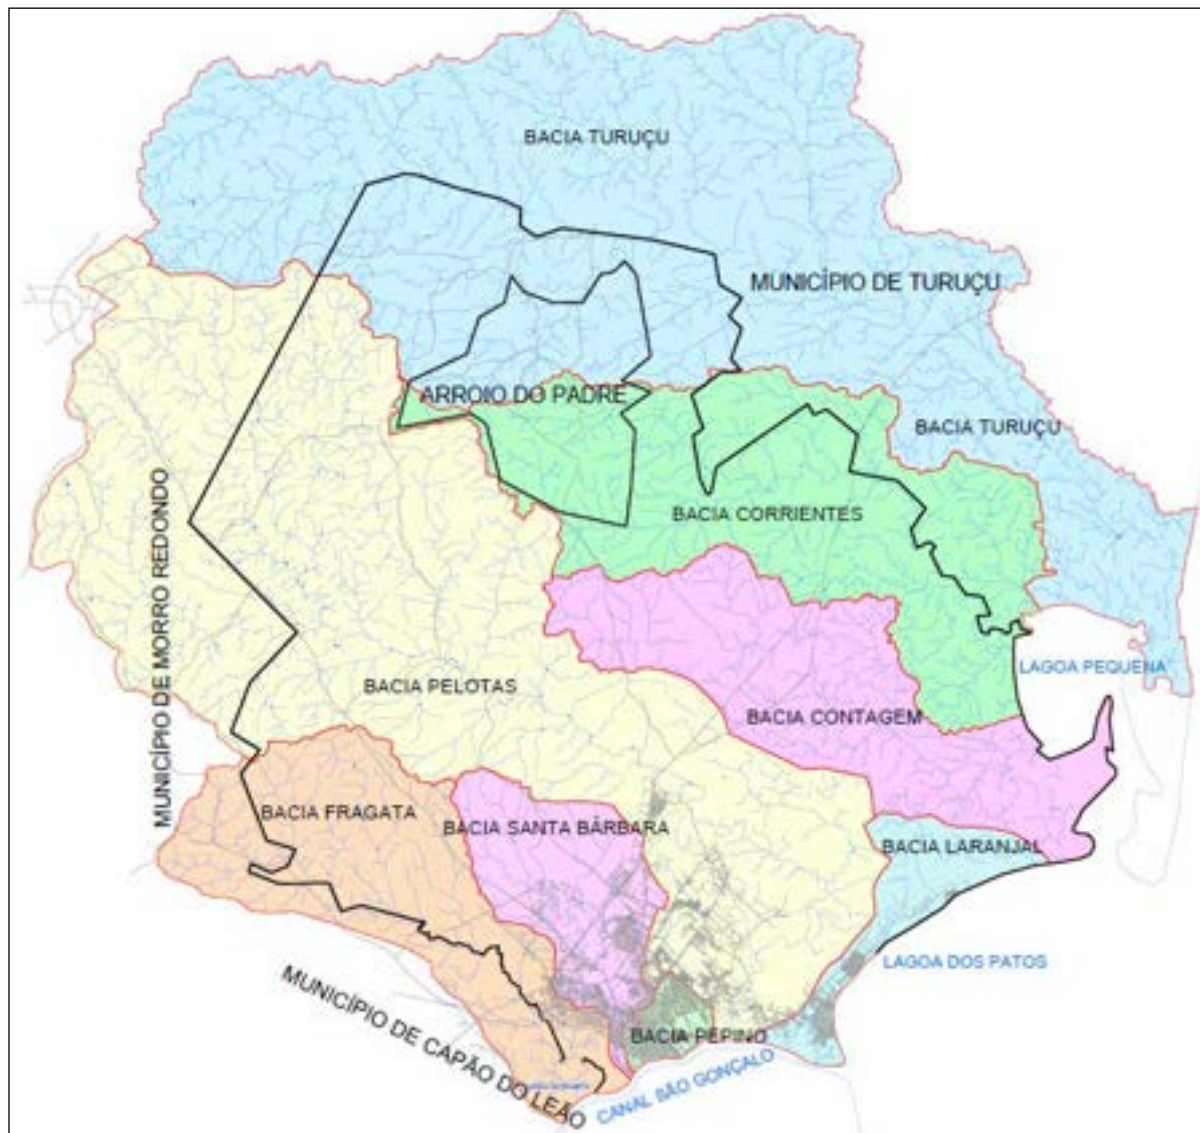 BACIA TURUÇU
MUNICÍPIO DE TURUÇU
ARROIO DO PADRE
BACIA TURUÇU
BACIA CORRIENTES
MUNICÍPIO DE MORRO REDONDO
LAGOA PEQUENA
BACIA PELOTAS
BACIA CONTAGEM
BACIA FRAGATA
BACIA SANTA BÁRBARA
BACIA LARANJAL
LAGOA DOS PATOS
MUNICÍPIO DE CAPÃO DO LEÃO
BACIA PEPINO
CANAL SÃO GONÇALO